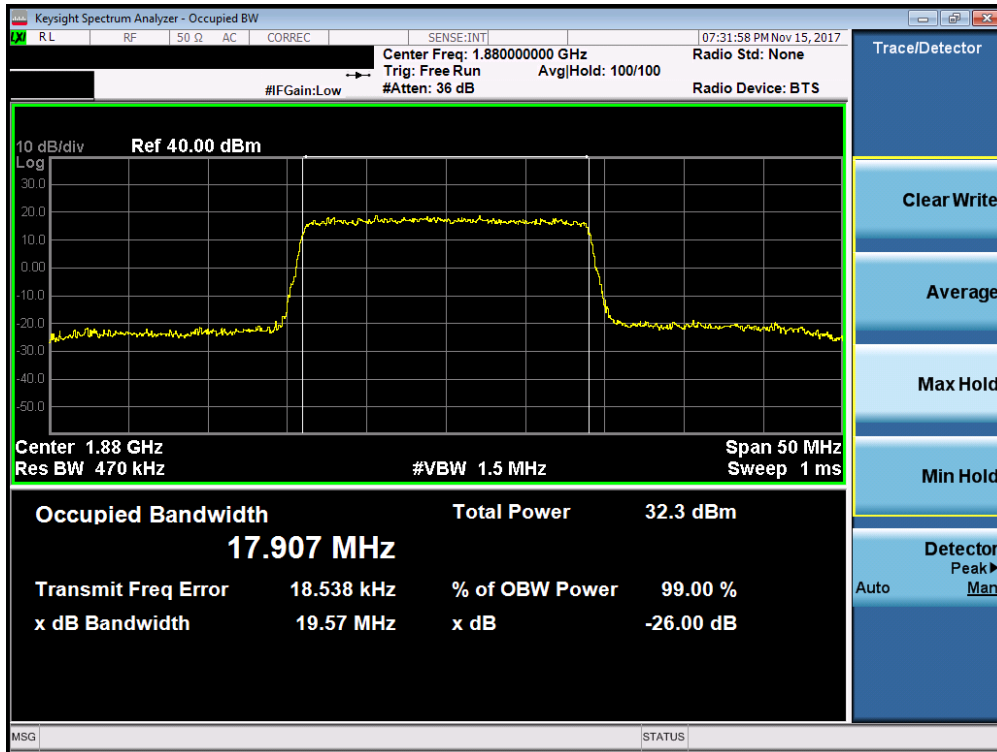 Keysight Spectrum Analyzer - Occupied BW
LXI RL RF 50 Ω AC CORREC SENSE:INT 07:31:58 PM Nov 15, 2017
Center Freq: 1.880000000 GHz Radio Std: None
Trig: Free Run Avg|Hold: 100/100
#IFGain:Low #Atten: 36 dB Radio Device: BTS
Trace/Detector
10 dB/div Ref 40.00 dBm
Log
30.0
20.0
10.0
0.00
-10.0
-20.0
-30.0
-40.0
-50.0
Center 1.88 GHz Span 50 MHz
Res BW 470 kHz #VBW 1.5 MHz Sweep 1 ms
Occupied Bandwidth Total Power 32.3 dBm
17.907 MHz
Transmit Freq Error 18.538 kHz % of OBW Power 99.00 %
x dB Bandwidth 19.57 MHz x dB -26.00 dB
Clear Write
Average
Max Hold
Min Hold
Detector
Peak▶
Auto Man
MSG STATUS